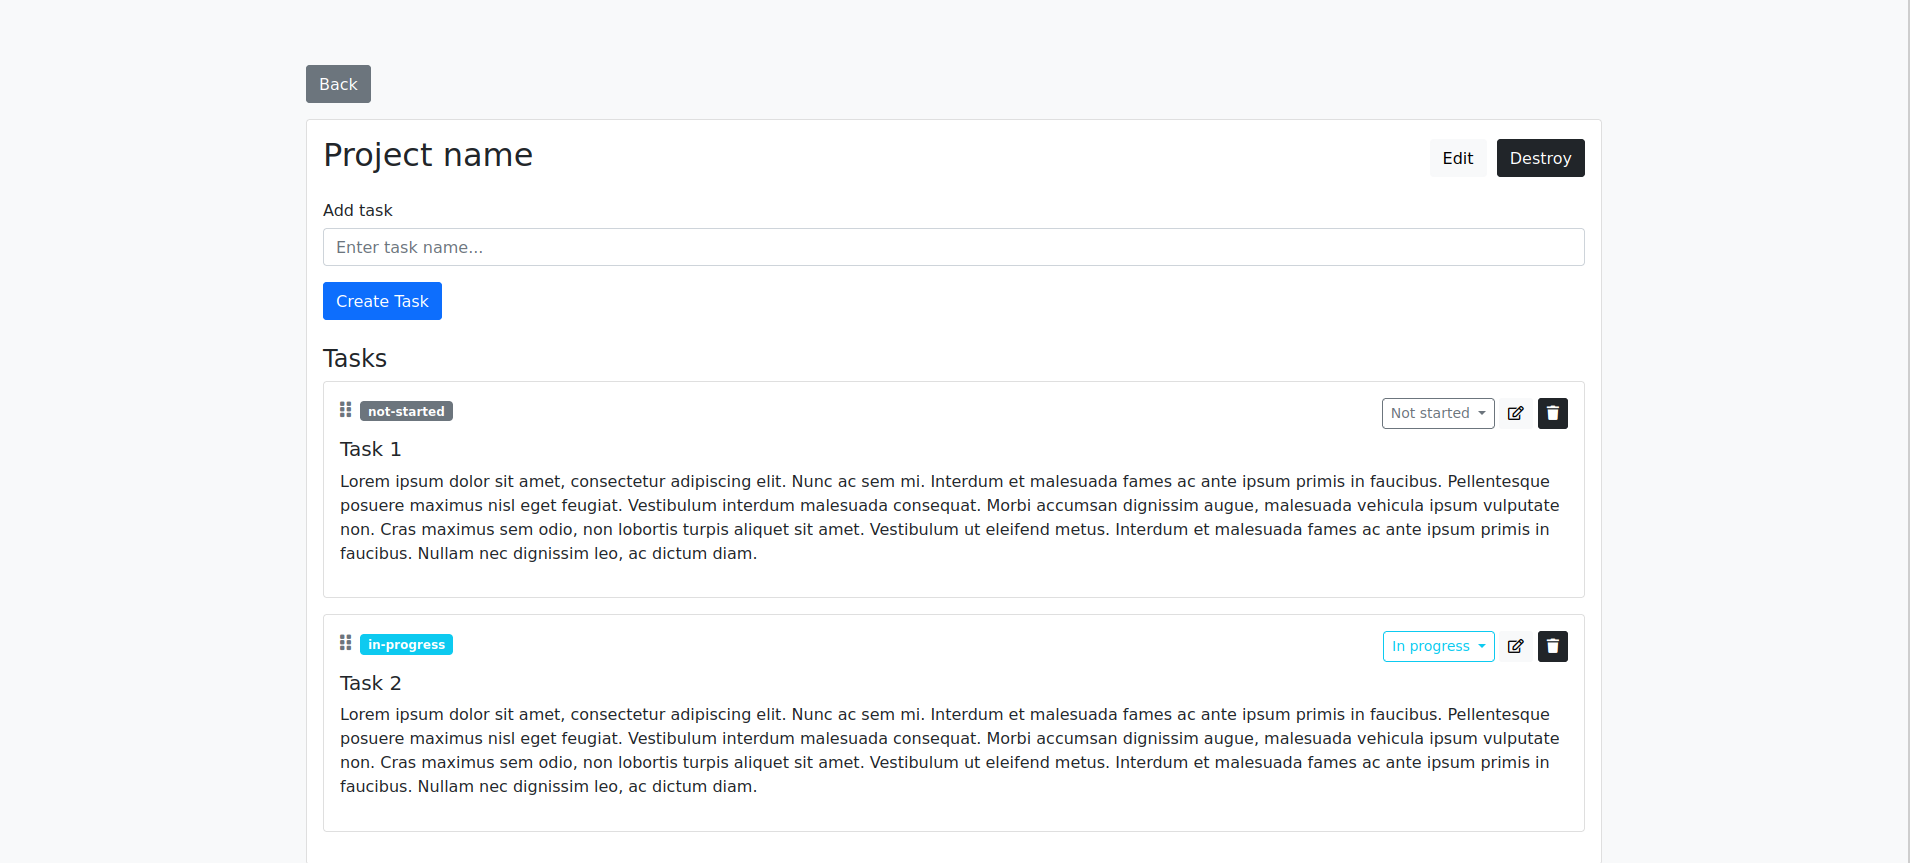 Back
Project name
Edit
Destroy
Add task
Enter task name...
Create Task
Tasks
not-started
Not started
Task 1
Lorem ipsum dolor sit amet, consectetur adipiscing elit. Nunc ac sem mi. Interdum et malesuada fames ac ante ipsum primis in faucibus. Pellentesque
posuere maximus nisl eget feugiat. Vestibulum interdum malesuada consequat. Morbi accumsan dignissim augue, malesuada vehicula ipsum vulputate
non. Cras maximus sem odio, non lobortis turpis aliquet sit amet. Vestibulum ut eleifend metus. Interdum et malesuada fames ac ante ipsum primis in
faucibus. Nullam nec dignissim leo, ac dictum diam.
in-progress
In progress
Task 2
Lorem ipsum dolor sit amet, consectetur adipiscing elit. Nunc ac sem mi. Interdum et malesuada fames ac ante ipsum primis in faucibus. Pellentesque
posuere maximus nisl eget feugiat. Vestibulum interdum malesuada consequat. Morbi accumsan dignissim augue, malesuada vehicula ipsum vulputate
non. Cras maximus sem odio, non lobortis turpis aliquet sit amet. Vestibulum ut eleifend metus. Interdum et malesuada fames ac ante ipsum primis in
faucibus. Nullam nec dignissim leo, ac dictum diam.